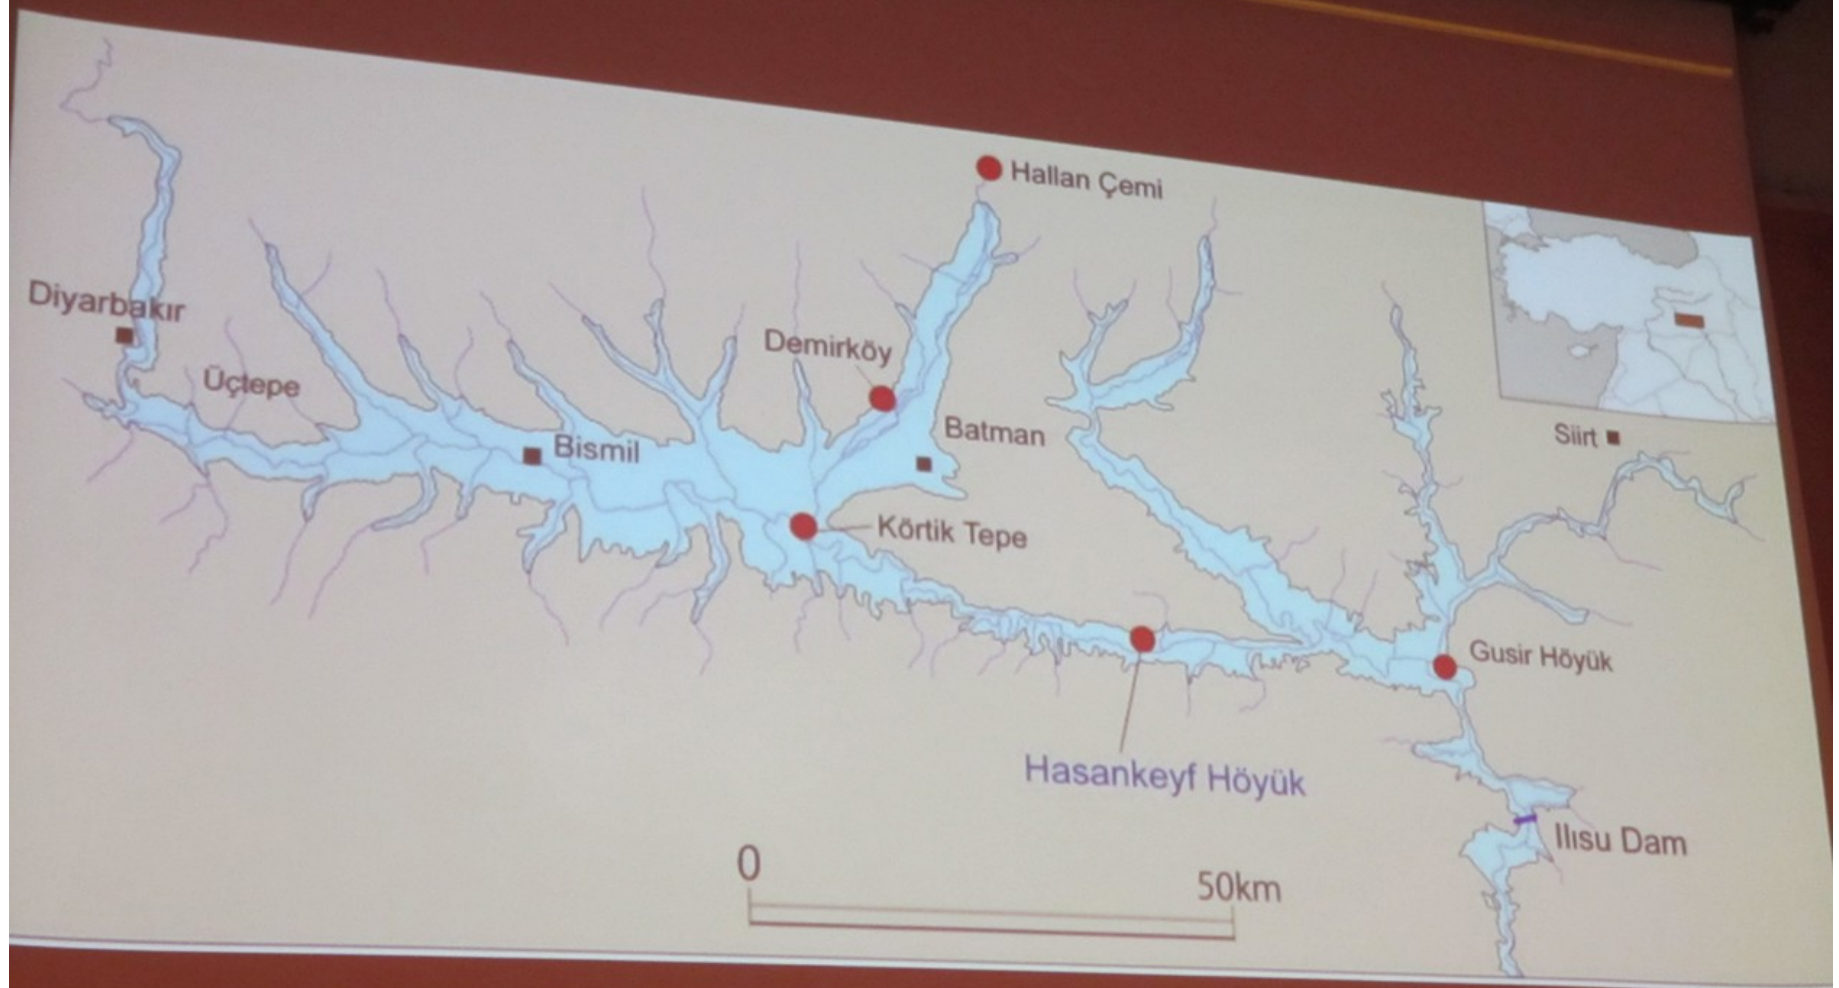 Hallan Çemi
Diyarbakır
Üçtepe
Demirköy
Batman
Bismil
Siirt
Körtik Tepe
Gusir Höyük
Hasankeyf Höyük
Ilısu Dam
0
50km